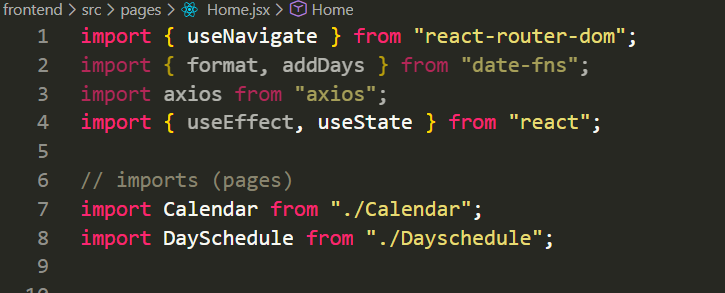 frontend > src > pages > Home.jsx > Home
1 import { useNavigate } from "react-router-dom";
2 import { format, addDays } from "date-fns";
3 import axios from "axios";
4 import { useEffect, useState } from "react";
5
6 // imports (pages)
7 import Calendar from "./Calendar";
8 import DaySchedule from "./Dayschedule";
9
10